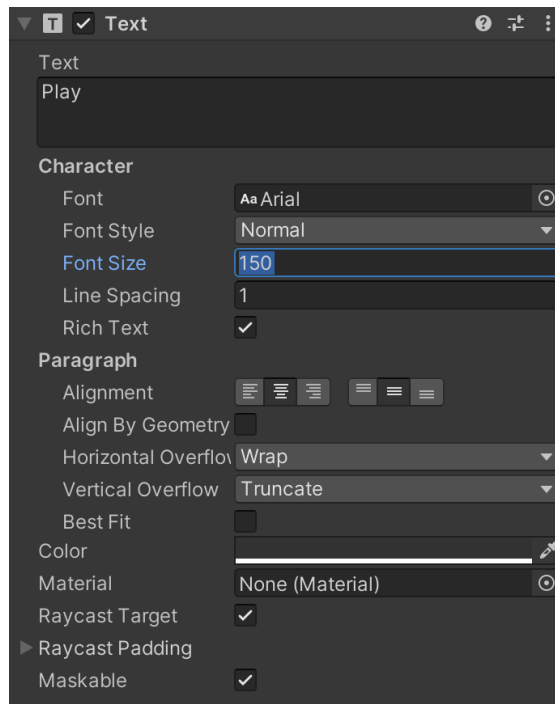 Text
Text
Play
Character
Font Aa Arial
Font Style Normal
Font Size 150
Line Spacing 1
Rich Text
Paragraph
Alignment
Align By Geometry
Horizontal Overflow Wrap
Vertical Overflow Truncate
Best Fit
Color
Material None (Material)
Raycast Target
Raycast Padding
Maskable